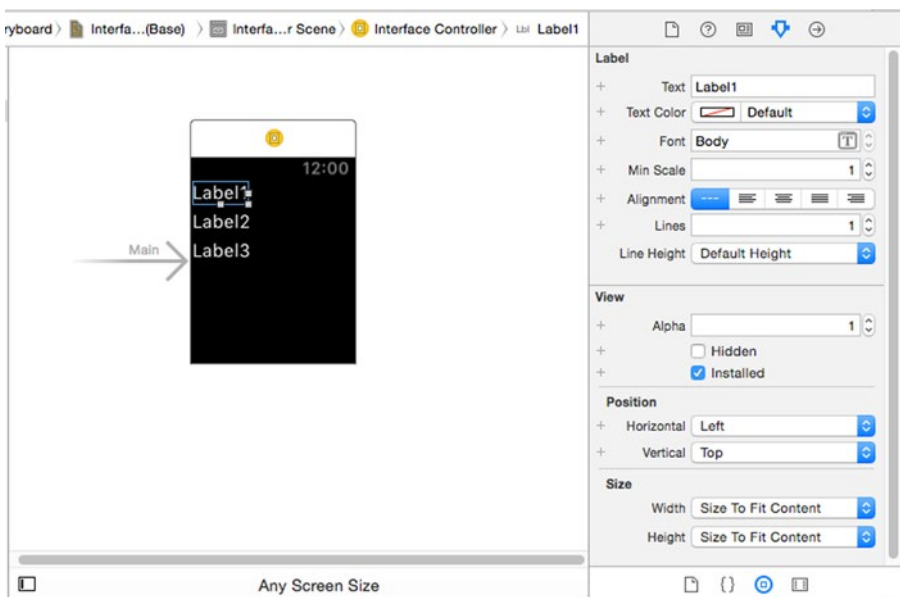 ryboard Interfa...(Base) Interfa...r Scene Interface Controller Lbl Label1
12:00
Label1
Label2
Label3
Main
Any Screen Size
Label
Text Label1
Text Color Default
Font Body T
Min Scale 1
Alignment ---
Lines 1
Line Height Default Height
View
Alpha 1
Hidden
Installed
Position
Horizontal Left
Vertical Top
Size
Width Size To Fit Content
Height Size To Fit Content